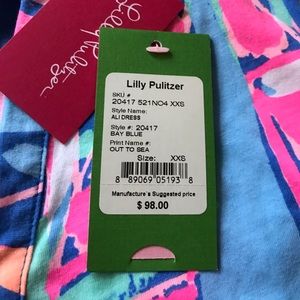 Lilly Pulitzer
Lilly Pulitzer
SKU #
20417 521NO4 XXS
Style Name:
ALI DRESS
Style #: 20417
BAY BLUE
Print Name #:
OUT TO SEA
Size: XXS
8 89069 05193 8
Manufacture's Suggested price
$ 98.00